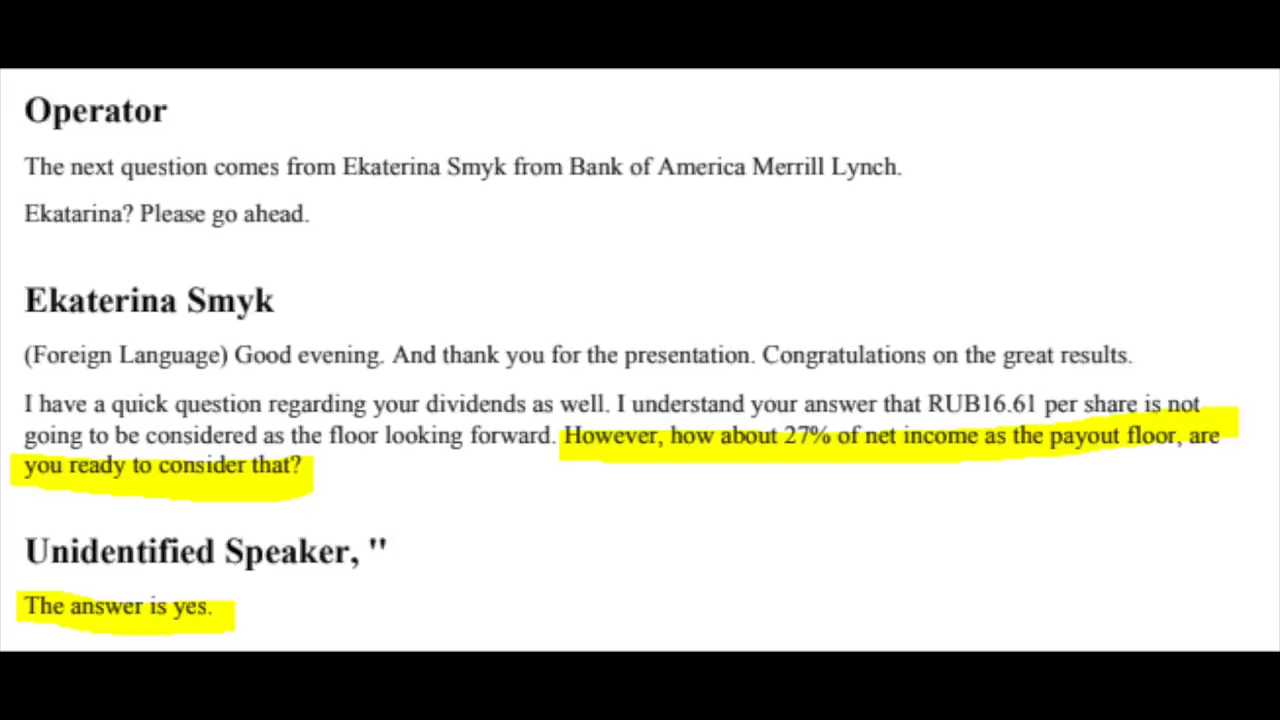 Operator
The next question comes from Ekaterina Smyk from Bank of America Merrill Lynch.
Ekatarina? Please go ahead.
Ekaterina Smyk
(Foreign Language) Good evening. And thank you for the presentation. Congratulations on the great results.
I have a quick question regarding your dividends as well. I understand your answer that RUB16.61 per share is not
going to be considered as the floor looking forward. However, how about 27% of net income as the payout floor, are
you ready to consider that?
Unidentified Speaker, "
The answer is yes.